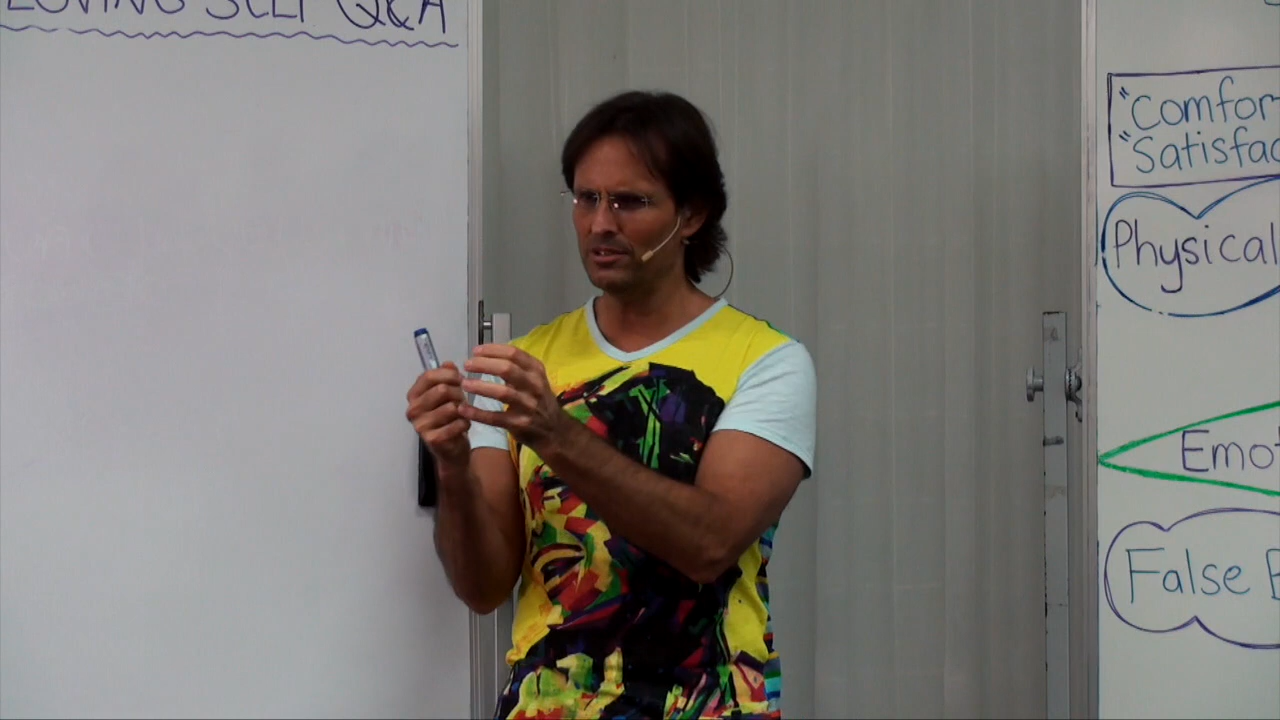 LOVING SELF Q&A
"Comfor
"Satisfac
Physical
Emot
False